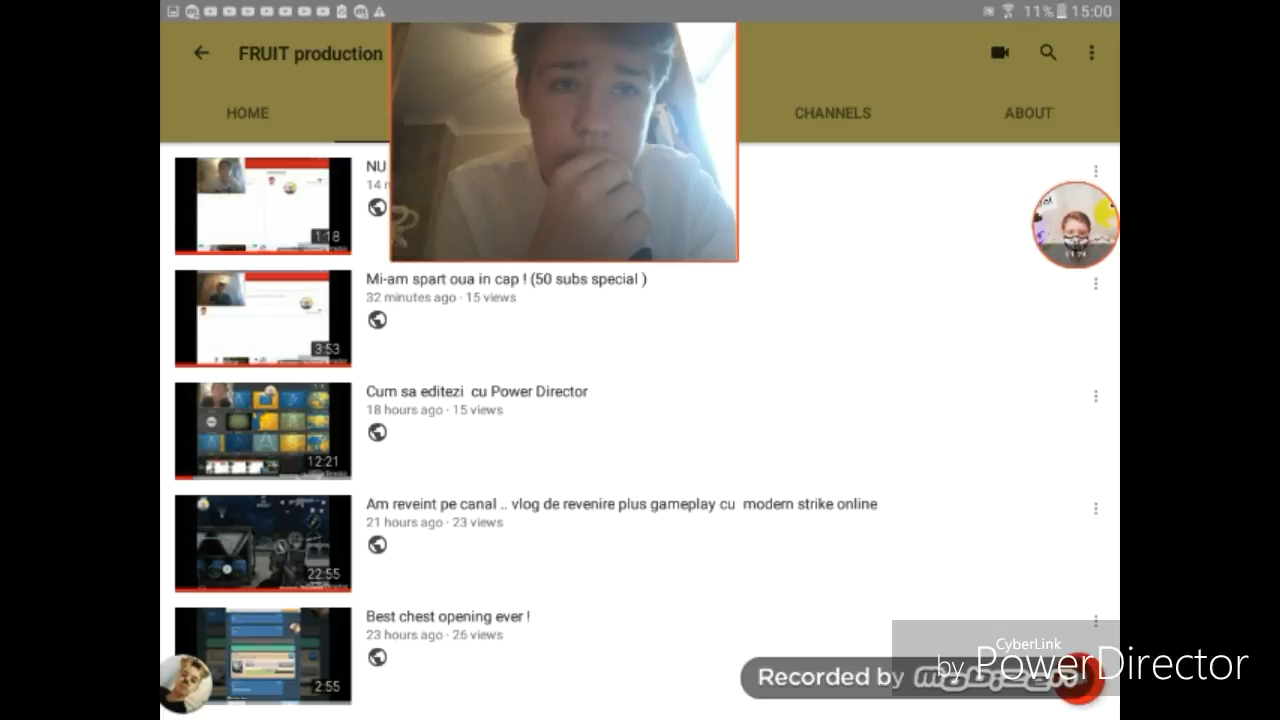 11% 15:00
FRUIT production
HOME
CHANNELS
ABOUT
NU
1:18
Mi-am spart oua in cap ! (50 subs special )
32 minutes ago · 15 views
3:53
Cum sa editezi cu Power Director
18 hours ago · 15 views
12:21
Am reveint pe canal .. vlog de revenire plus gameplay cu modern strike online
21 hours ago · 23 views
22:55
Best chest opening ever !
23 hours ago · 26 views
2:55
CyberLink
by PowerDirector
Recorded by mobizen